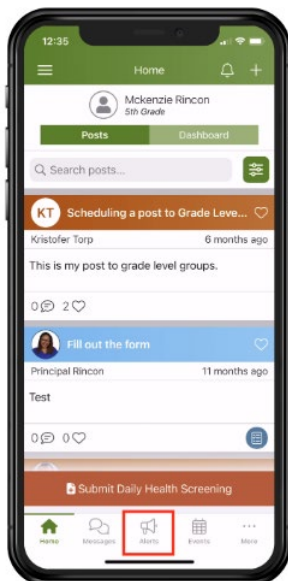 12:35
Home
Mckenzie Rincon
5th Grade
Posts Dashboard
Search posts...
KT Scheduling a post to Grade Leve...
Kristofer Torp 6 months ago
This is my post to grade level groups.
0 2
Fill out the form
Principal Rincon 11 months ago
Test
0 0
Submit Daily Health Screening
Home Messages Alerts Events More